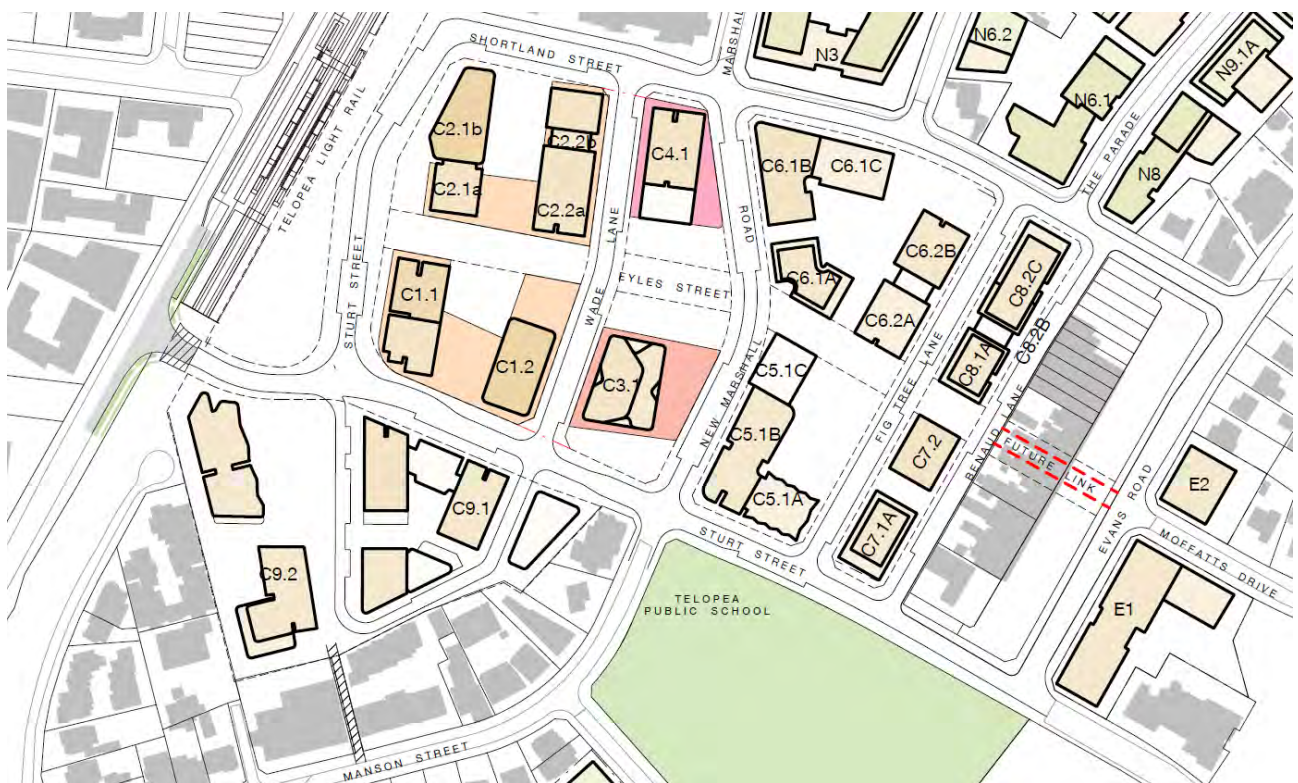 SHORTLAND STREET
MARSHALL
N3
N6.2
N9.1A
N6.1
THE PARADE
N8
TELOPEA LIGHT RAIL
C2.1b
C2.2b
C2.1a
C2.2a
LANE
C4.1
ROAD
C6.1B
C6.1C
C6.2B
C6.1A
C6.2A
C8.2C
C8.2B
C8.1A
STURT STREET
C1.1
C1.2
WADE
EYLES STREET
C3.1
NEW MARSHALL
C5.1C
C5.1B
C5.1A
FIG TREE LANE
RENAUD LANE
C7.2
C7.1A
FUTURE LINK
EVANS ROAD
E2
MOFFATTS DRIVE
E1
C9.1
C9.2
STURT STREET
TELOPEA
PUBLIC SCHOOL
MANSON STREET